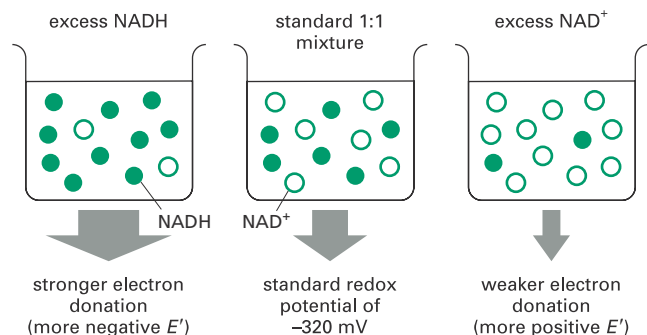 excess NADH
standard 1:1
mixture
excess NAD⁺
NADH
NAD⁺
stronger electron
donation
(more negative E′)
standard redox
potential of
–320 mV
weaker electron
donation
(more positive E′)